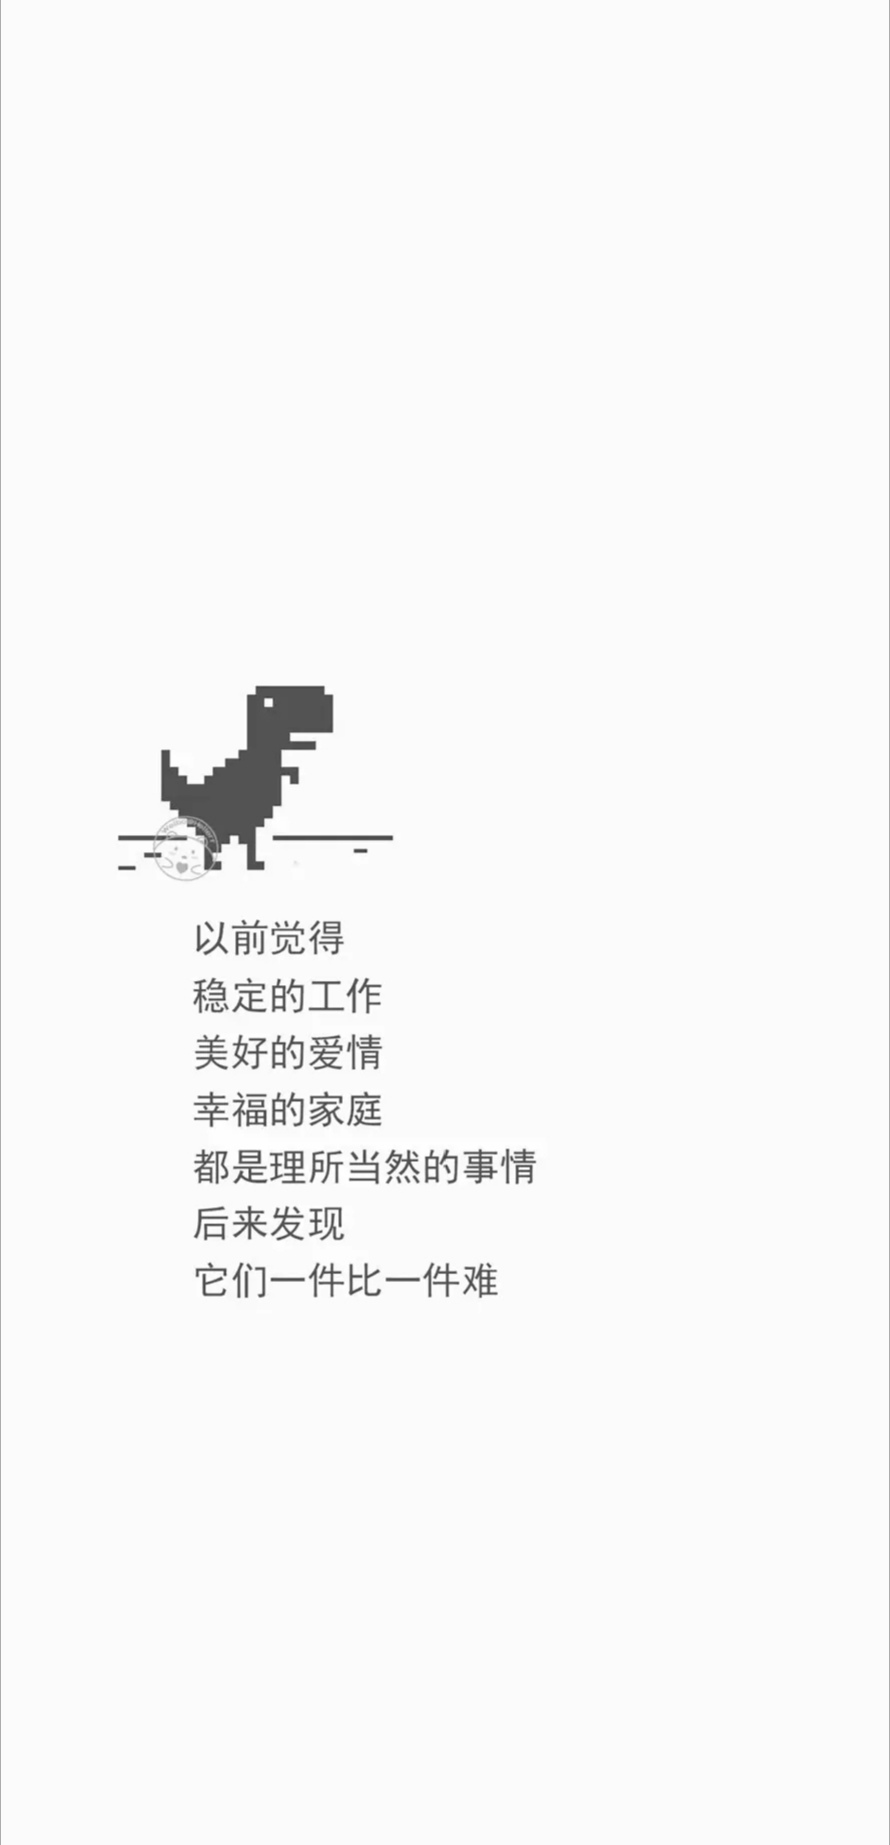 以前觉得
稳定的工作
美好的爱情
幸福的家庭
都是理所当然的事情
后来发现
它们一件比一件难